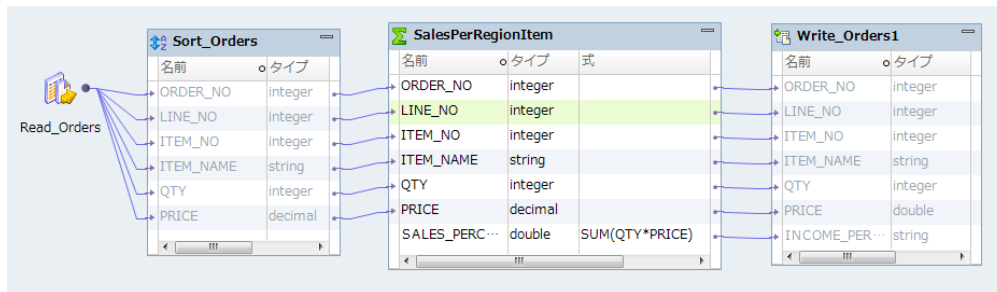 Read_Orders
Sort_Orders
名前 タイプ
ORDER_NO integer
LINE_NO integer
ITEM_NO integer
ITEM_NAME string
QTY integer
PRICE decimal
SalesPerRegionItem
名前 タイプ 式
ORDER_NO integer
LINE_NO integer
ITEM_NO integer
ITEM_NAME string
QTY integer
PRICE decimal
SALES_PERC… double SUM(QTY*PRICE)
Write_Orders1
名前 タイプ
ORDER_NO integer
LINE_NO integer
ITEM_NO integer
ITEM_NAME string
QTY integer
PRICE double
INCOME_PER… string